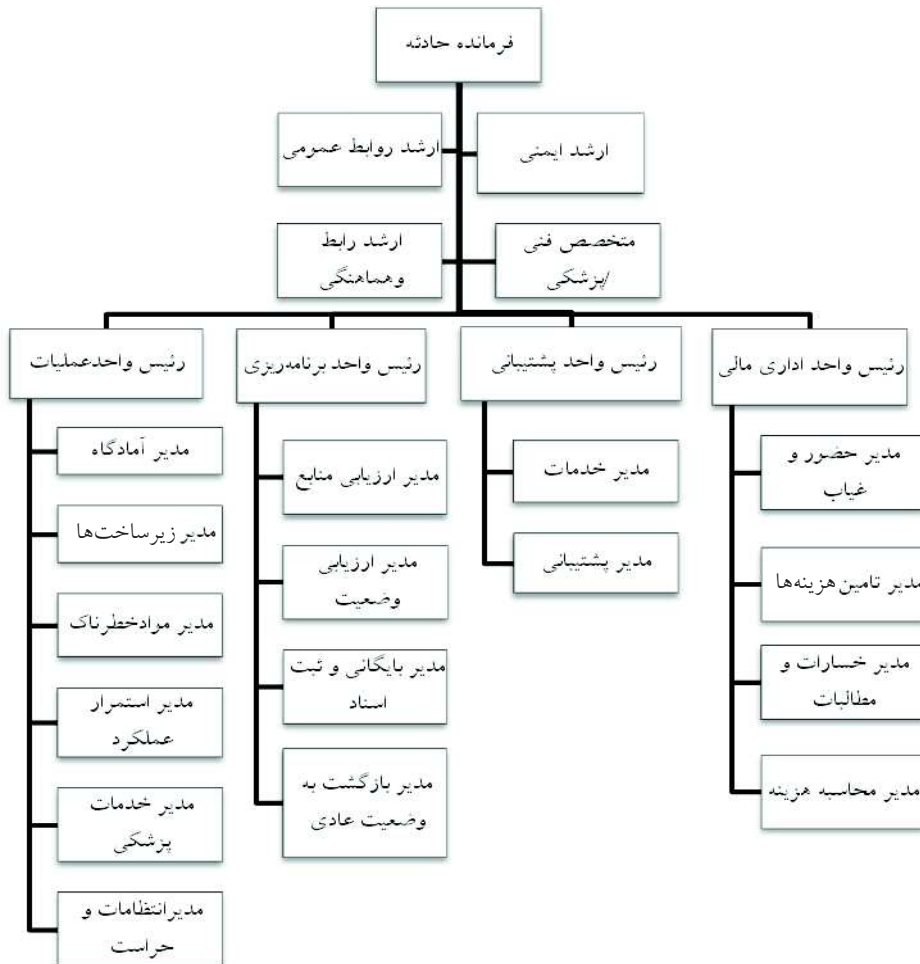 فرمانده حادثه
ارشد ایمنی
ارشد روابط عمومی
متخصص فنی
/پزشکی
ارشد رابط
وهماهنگی
رئیس واحد اداری مالی
مدیر حضور و
غیاب
مدیر تامین هزینه‌ها
مدیر خسارات و
مطالبات
مدیر محاسبه هزینه
رئیس واحد پشتیبانی
مدیر خدمات
مدیر پشتیبانی
رئیس واحد برنامه‌ریزی
مدیر ارزیابی منابع
مدیر ارزیابی
وضعیت
مدیر بایگانی و ثبت
اسناد
مدیر بازگشت به
وضعیت عادی
رئیس واحدعملیات
مدیر آمادگاه
مدیر زیرساخت‌ها
مدیر موادخطرناک
مدیر استمرار
عملکرد
مدیر خدمات
پزشکی
مدیرانتظامات و
حراست